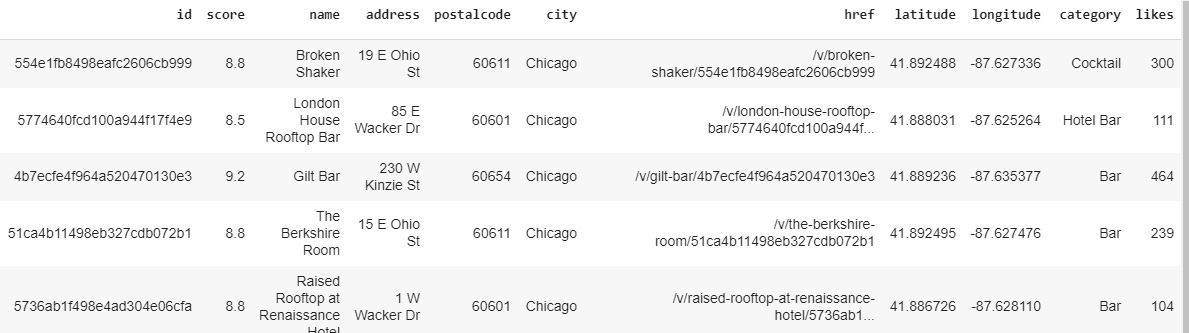 id score name address postalcode city href latitude longitude category likes
554e1fb8498eafc2606cb999 8.8 Broken Shaker 19 E Ohio St 60611 Chicago /v/broken-shaker/554e1fb8498eafc2606cb999 41.892488 -87.627336 Cocktail 300
5774640fcd100a944f17f4e9 8.5 London House Rooftop Bar 85 E Wacker Dr 60601 Chicago /v/london-house-rooftop-bar/5774640fcd100a944f... 41.888031 -87.625264 Hotel Bar 111
4b7ecfe4f964a520470130e3 9.2 Gilt Bar 230 W Kinzie St 60654 Chicago /v/gilt-bar/4b7ecfe4f964a520470130e3 41.889236 -87.635377 Bar 464
51ca4b11498eb327cdb072b1 8.8 The Berkshire Room 15 E Ohio St 60611 Chicago /v/the-berkshire-room/51ca4b11498eb327cdb072b1 41.892495 -87.627476 Bar 239
5736ab1f498e4ad304e06cfa 8.8 Raised Rooftop at Renaissance Hotel 1 W Wacker Dr 60601 Chicago /v/raised-rooftop-at-renaissance-hotel/5736ab1... 41.886726 -87.628110 Bar 104